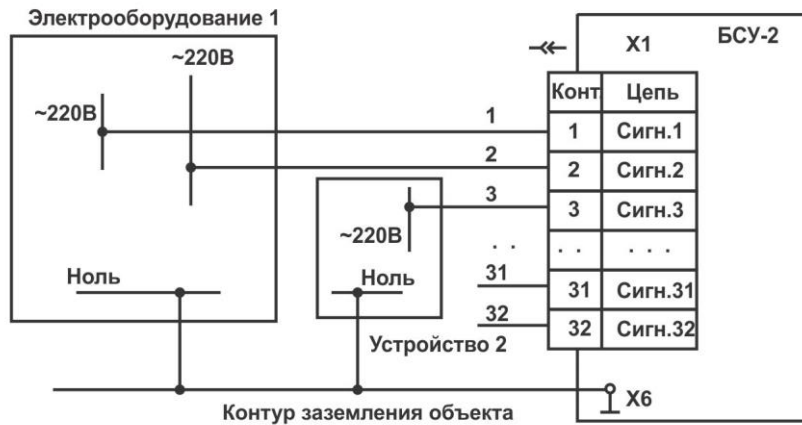 Электрооборудование 1
~220В
~220В
Ноль
~220В
Ноль
Устройство 2
Контур заземления объекта
1
2
3
. .
31
32
X1
БСУ-2
Конт. Цепь
1 Сигн.1
2 Сигн.2
3 Сигн.3
. . . . .
31 Сигн.31
32 Сигн.32
X6